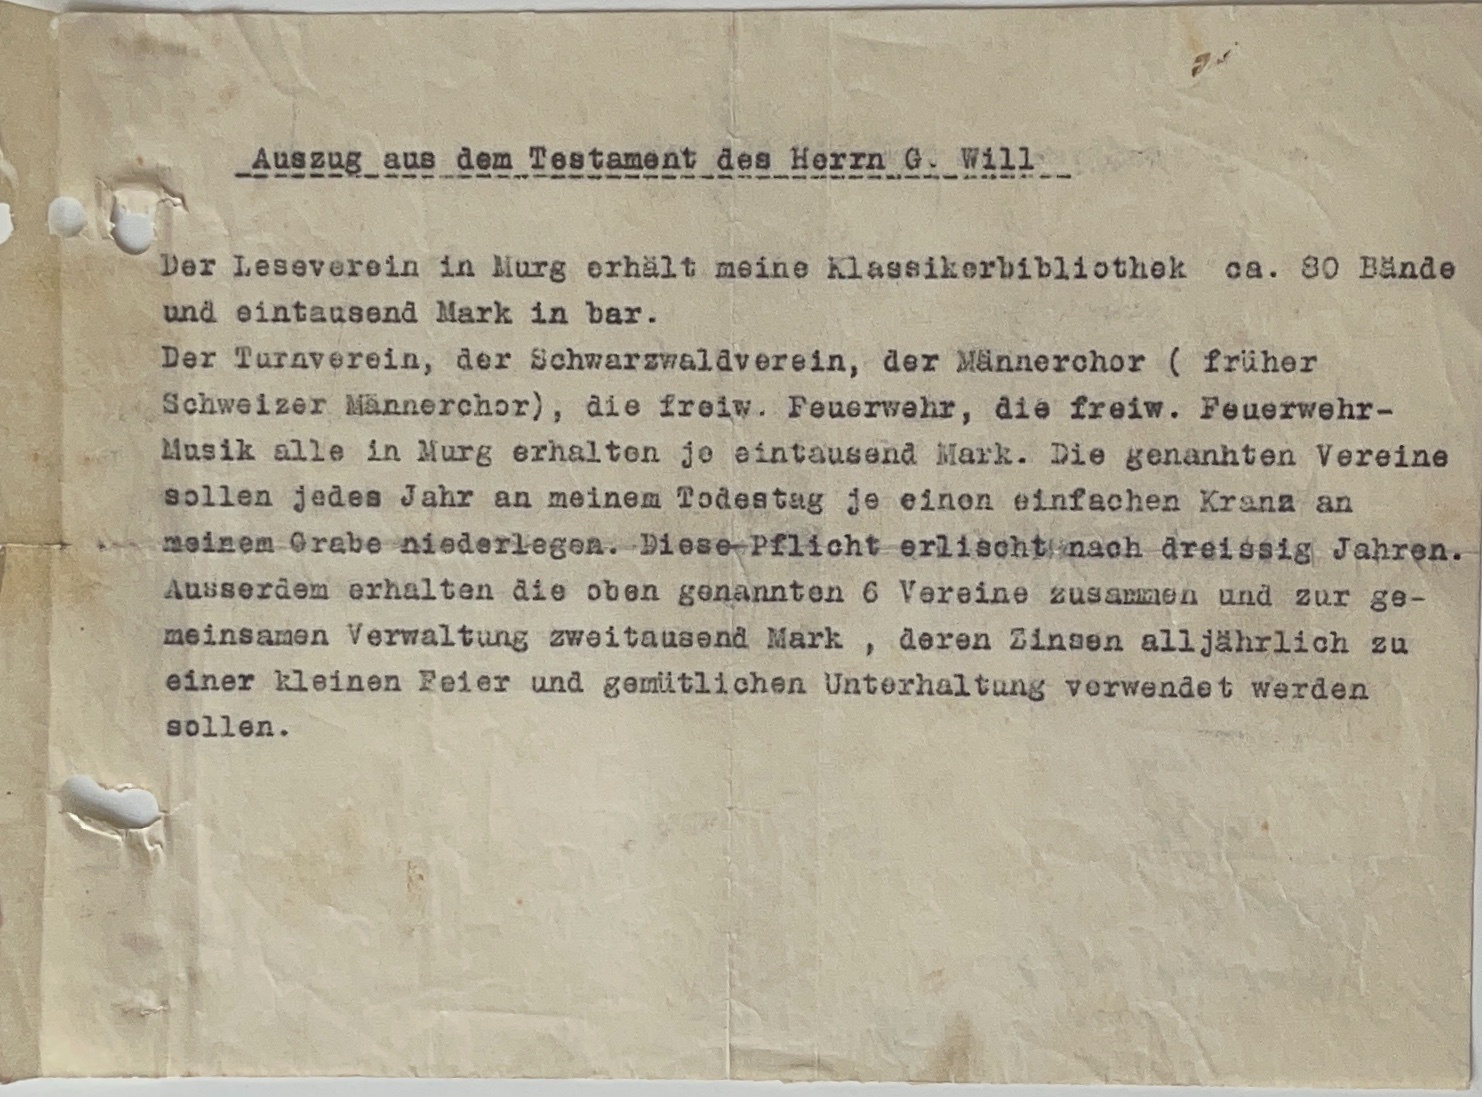 Auszug aus dem Testament des Herrn G. Will
Der Leseverein in Murg erhält meine Klassikerbibliothek ca. 80 Bände
und eintausend Mark in bar.
Der Turnverein, der Schwarzwaldverein, der Männerchor ( früher
Schweizer Männerchor), die freiw. Feuerwehr, die freiw. Feuerwehr-
Musik alle in Murg erhalten je eintausend Mark. Die genannten Vereine
sollen jedes Jahr an meinem Todestag je einen einfachen Kranz an
meinem Grabe niederlegen. Diese Pflicht erlischt nach dreissig Jahren.
Ausserdem erhalten die oben genannten 6 Vereine zusammen und zur ge-
meinsamen Verwaltung zweitausend Mark , deren Zinsen alljährlich zu
einer kleinen Feier und gemütlichen Unterhaltung verwendet werden
sollen.